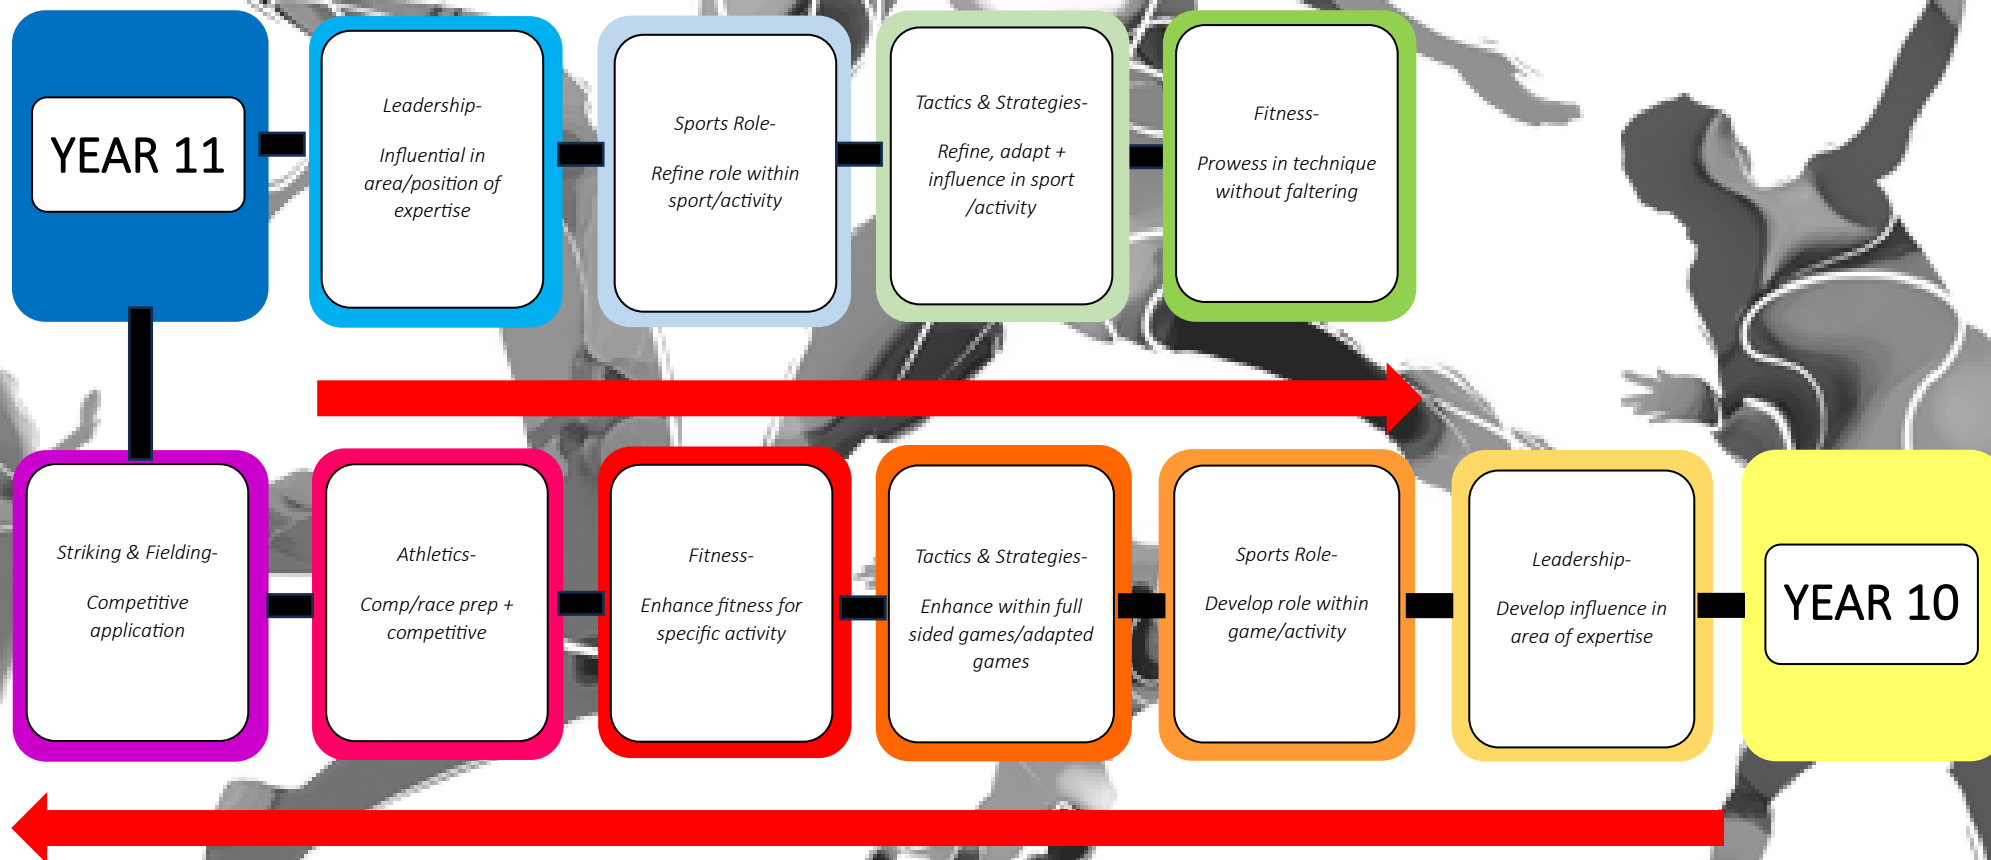 YEAR 11
Leadership-
Influential in
area/position of
expertise
Sports Role-
Refine role within
sport/activity
Tactics & Strategies-
Refine, adapt +
influence in sport
/activity
Fitness-
Prowess in technique
without faltering
Striking & Fielding-
Competitive
application
Athletics-
Comp/race prep +
competitive
Fitness-
Enhance fitness for
specific activity
Tactics & Strategies-
Enhance within full
sided games/adapted
games
Sports Role-
Develop role within
game/activity
Leadership-
Develop influence in
area of expertise
YEAR 10